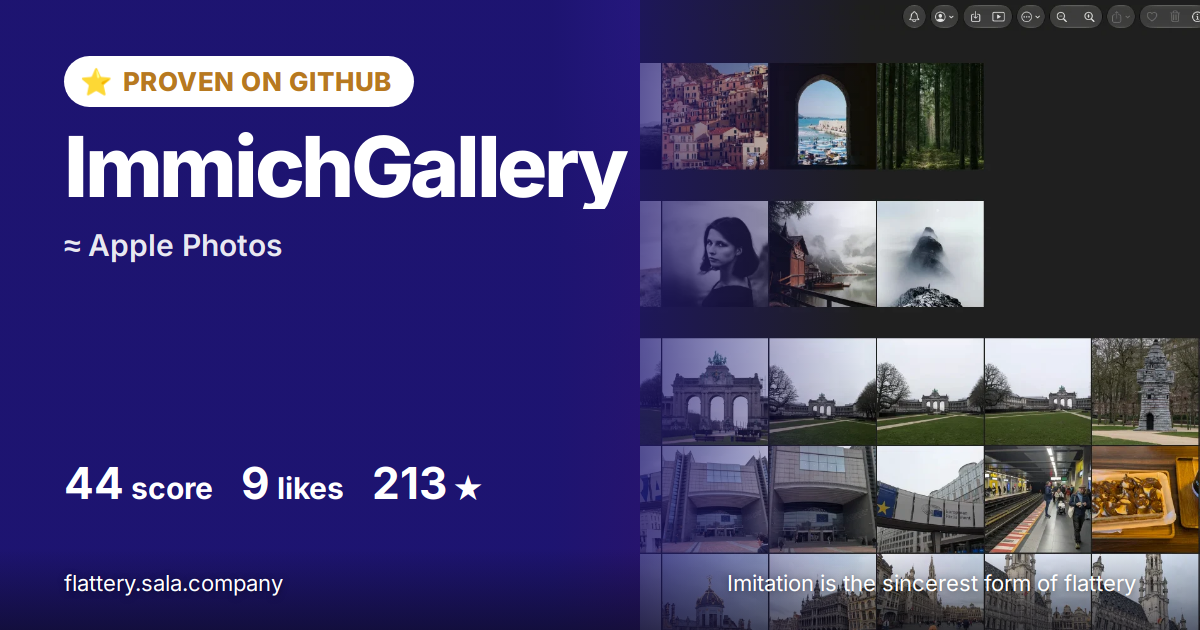 ⭐ PROVEN ON GITHUB
ImmichGallery
≈ Apple Photos
44 score 9 likes 213 ★
flattery.sala.company
Imitation is the sincerest form of flattery